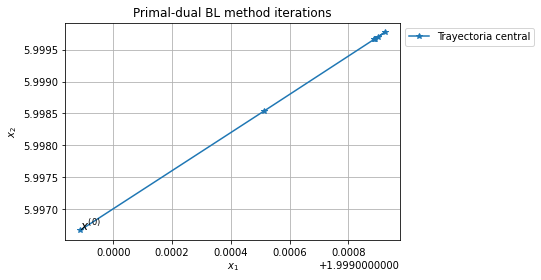 Primal-dual BL method iterations
Trayectoria central
5.9995
5.9990
5.9985
5.9980
5.9975
5.9970
x₂
x⁽⁰⁾
0.0000
0.0002
0.0004
0.0006
0.0008
x₁
+1.9990000000